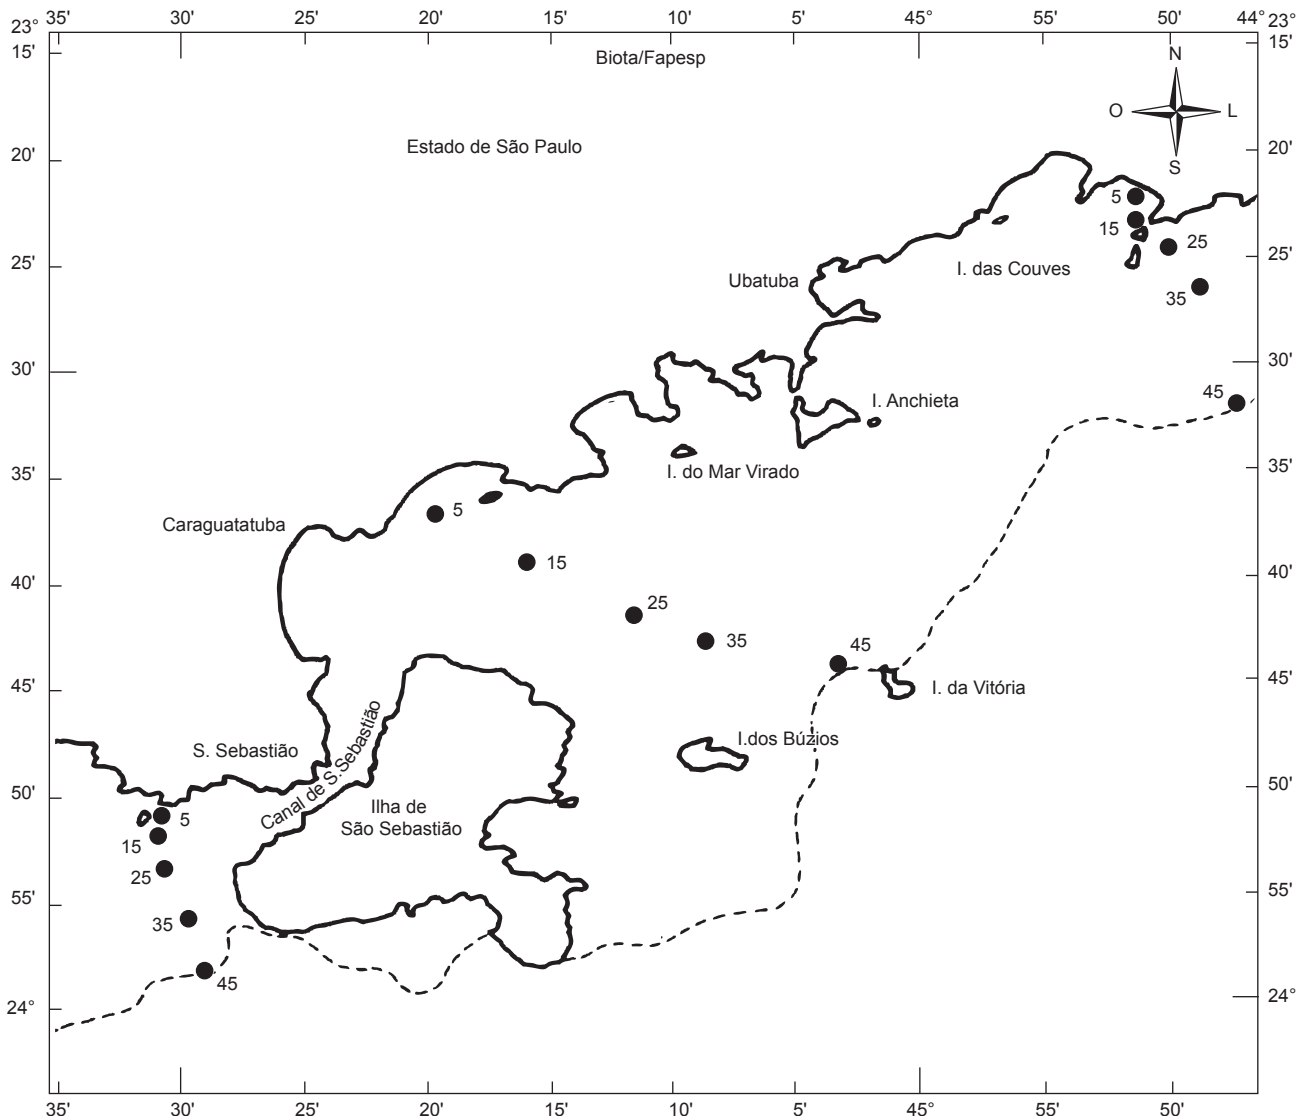 35' 30' 20' 15' 10' 5' 45° 55' 50' 44°
23° 23°
15' 15'
Biota/Fapesp
N
O L
S
Estado de São Paulo
20' 20'
5
15
25
I. das Couves
25' 25'
Ubatuba
35
30' 30'
45
I. Anchieta
I. do Mar Virado
35' 35'
5
Caraguatatuba
15
40' 40'
25
35
45
45' 45'
I. da Vitória
I.dos Búzios
S. Sebastião
Canal de S.Sebastião
50' 50'
Ilha de
São Sebastião
5
15
25
55' 55'
35
45
24° 24°
35' 30' 25' 20' 15' 10' 5' 45° 55' 50'